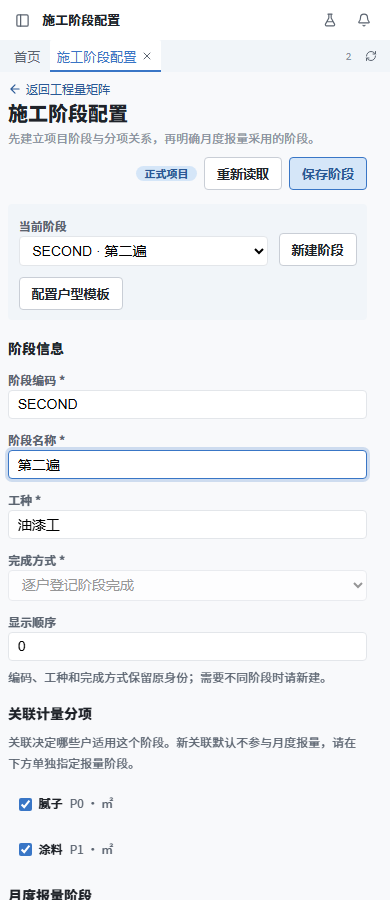 施工阶段配置
首页 施工阶段配置 × 2
← 返回工程量矩阵
施工阶段配置
先建立项目阶段与分项关系，再明确月度报量采用的阶段。
正式项目 重新读取 保存阶段
当前阶段
SECOND · 第二遍 新建阶段
配置户型模板
阶段信息
阶段编码 *
SECOND
阶段名称 *
第二遍
工种 *
油漆工
完成方式 *
逐户登记阶段完成
显示顺序
0
编码、工种和完成方式保留原身份；需要不同阶段时请新建。
关联计量分项
关联决定哪些户适用这个阶段。新关联默认不参与月度报量，请在
下方单独指定报量阶段。
腻子 P0 · ㎡
涂料 P1 · ㎡
月度报量阶段